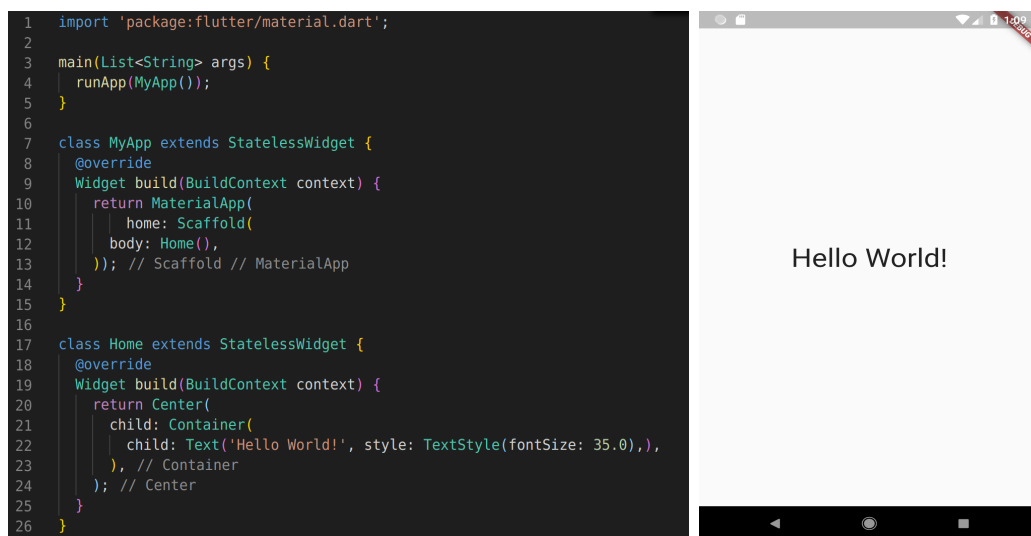 1 import 'package:flutter/material.dart';
2
3 main(List<String> args) {
4 runApp(MyApp());
5 }
6
7 class MyApp extends StatelessWidget {
8 @override
9 Widget build(BuildContext context) {
10 return MaterialApp(
11 home: Scaffold(
12 body: Home(),
13 )); // Scaffold // MaterialApp
14 }
15 }
16
17 class Home extends StatelessWidget {
18 @override
19 Widget build(BuildContext context) {
20 return Center(
21 child: Container(
22 child: Text('Hello World!', style: TextStyle(fontSize: 35.0),),
23 ), // Container
24 ); // Center
25 }
26 }
1:09
DEBUG
Hello World!